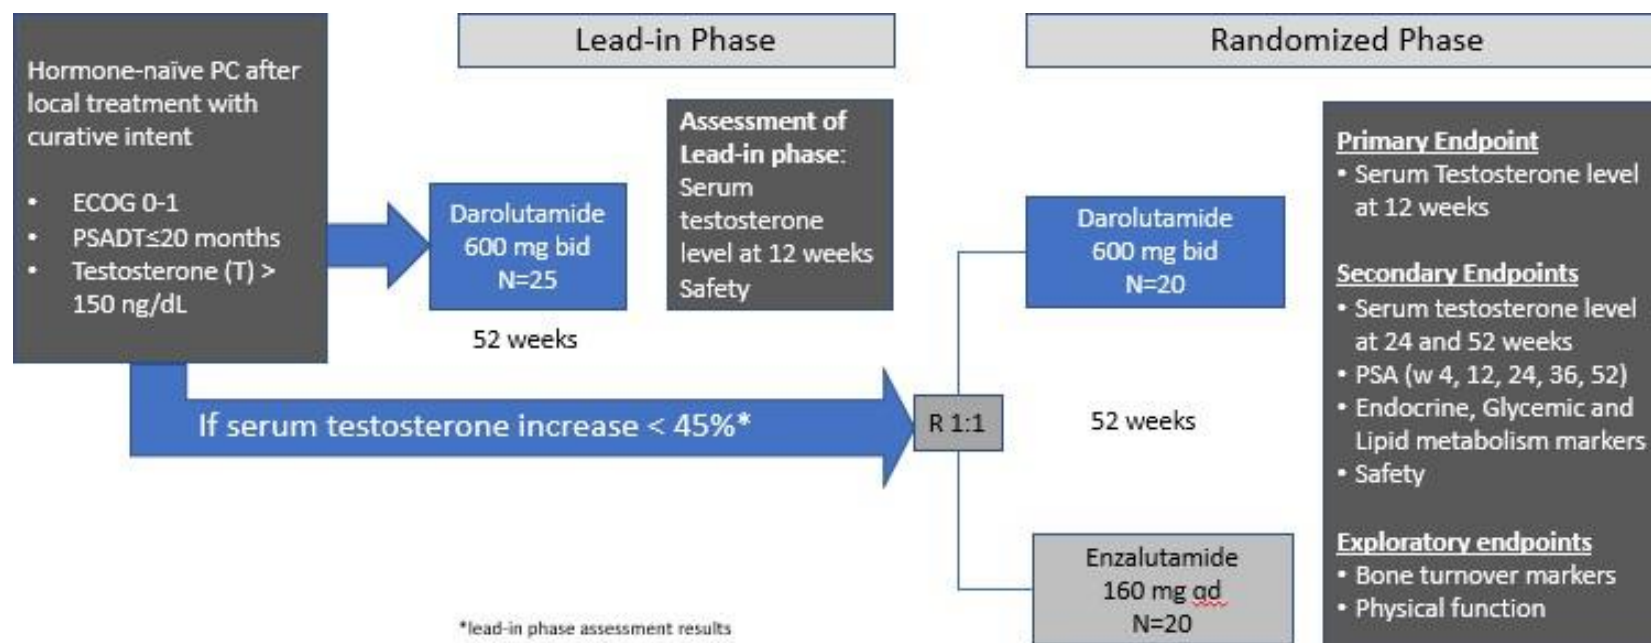 Lead-in Phase
Randomized Phase
Hormone-naïve PC after
local treatment with
curative intent
• ECOG 0-1
• PSADT≤20 months
• Testosterone (T) >
150 ng/dL
Darolutamide
600 mg bid
N=25
52 weeks
Assessment of
Lead-in phase:
Serum
testosterone
level at 12 weeks
Safety
If serum testosterone increase < 45%*
R 1:1
Darolutamide
600 mg bid
N=20
52 weeks
Enzalutamide
160 mg qd
N=20
Primary Endpoint
• Serum Testosterone level
at 12 weeks
Secondary Endpoints
• Serum testosterone level
at 24 and 52 weeks
• PSA (w 4, 12, 24, 36, 52)
• Endocrine, Glycemic and
Lipid metabolism markers
• Safety
Exploratory endpoints
• Bone turnover markers
• Physical function
*lead-in phase assessment results